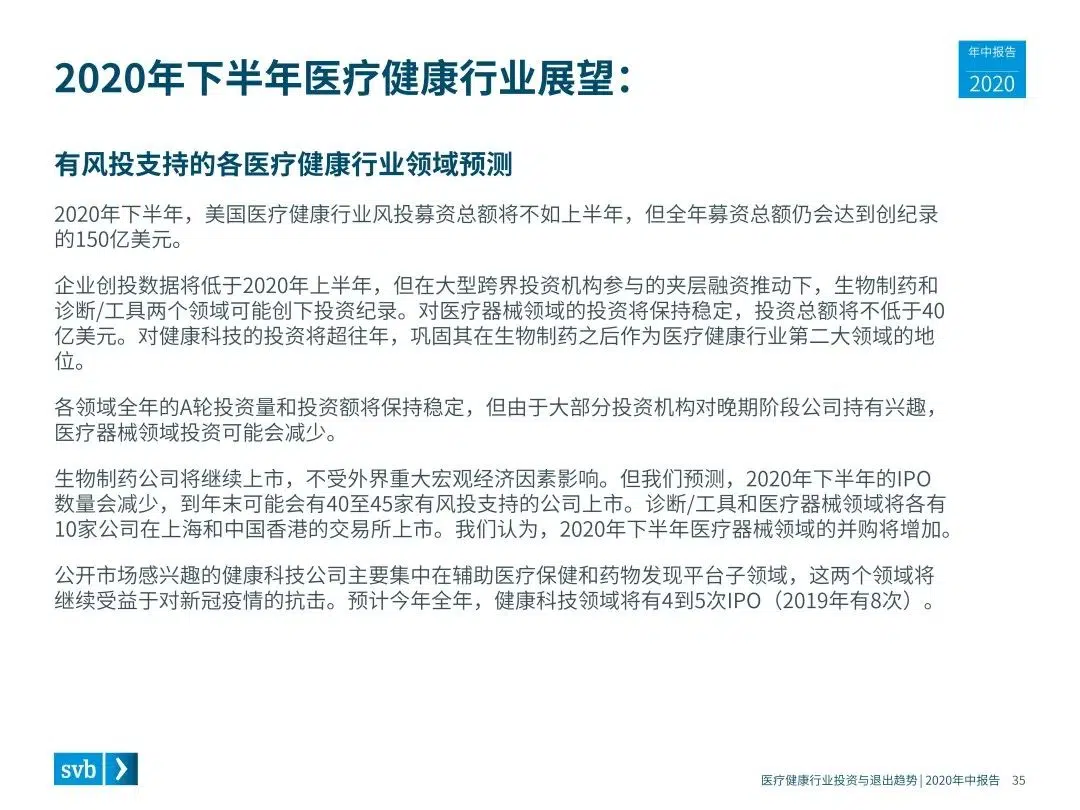 2020年下半年医疗健康行业展望：
年中报告
2020
有风投支持的各医疗健康行业领域预测
2020年下半年，美国医疗健康行业风投募资总额将不如上半年，但全年募资总额仍会达到创纪录
的150亿美元。
企业创投数据将低于2020年上半年，但在大型跨界投资机构参与的夹层融资推动下，生物制药和
诊断/工具两个领域可能创下投资纪录。对医疗器械领域的投资将保持稳定，投资总额将不低于40
亿美元。对健康科技的投资将超往年，巩固其在生物制药之后作为医疗健康行业第二大领域的地
位。
各领域全年的A轮投资量和投资额将保持稳定，但由于大部分投资机构对晚期阶段公司持有兴趣，
医疗器械领域投资可能会减少。
生物制药公司将继续上市，不受外界重大宏观经济因素影响。但我们预测，2020年下半年的IPO
数量会减少，到年末可能会有40至45家有风投支持的公司上市。诊断/工具和医疗器械领域将各有
10家公司在上海和中国香港的交易所上市。我们认为，2020年下半年医疗器械领域的并购将增加。
公开市场感兴趣的健康科技公司主要集中在辅助医疗保健和药物发现平台子领域，这两个领域将
继续受益于对新冠疫情的抗击。预计今年全年，健康科技领域将有4到5次IPO（2019年有8次）。
svb
医疗健康行业投资与退出趋势 | 2020年中报告 35